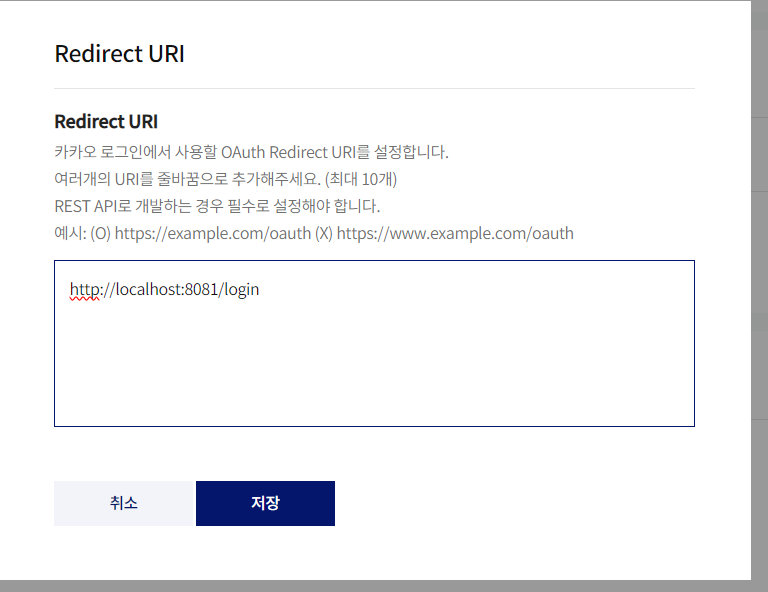 Redirect URI
Redirect URI
카카오 로그인에서 사용할 OAuth Redirect URI를 설정합니다.
여러개의 URI를 줄바꿈으로 추가해주세요. (최대 10개)
REST API로 개발하는 경우 필수로 설정해야 합니다.
예시: (O) https://example.com/oauth (X) https://www.example.com/oauth
http://localhost:8081/login
취소 저장